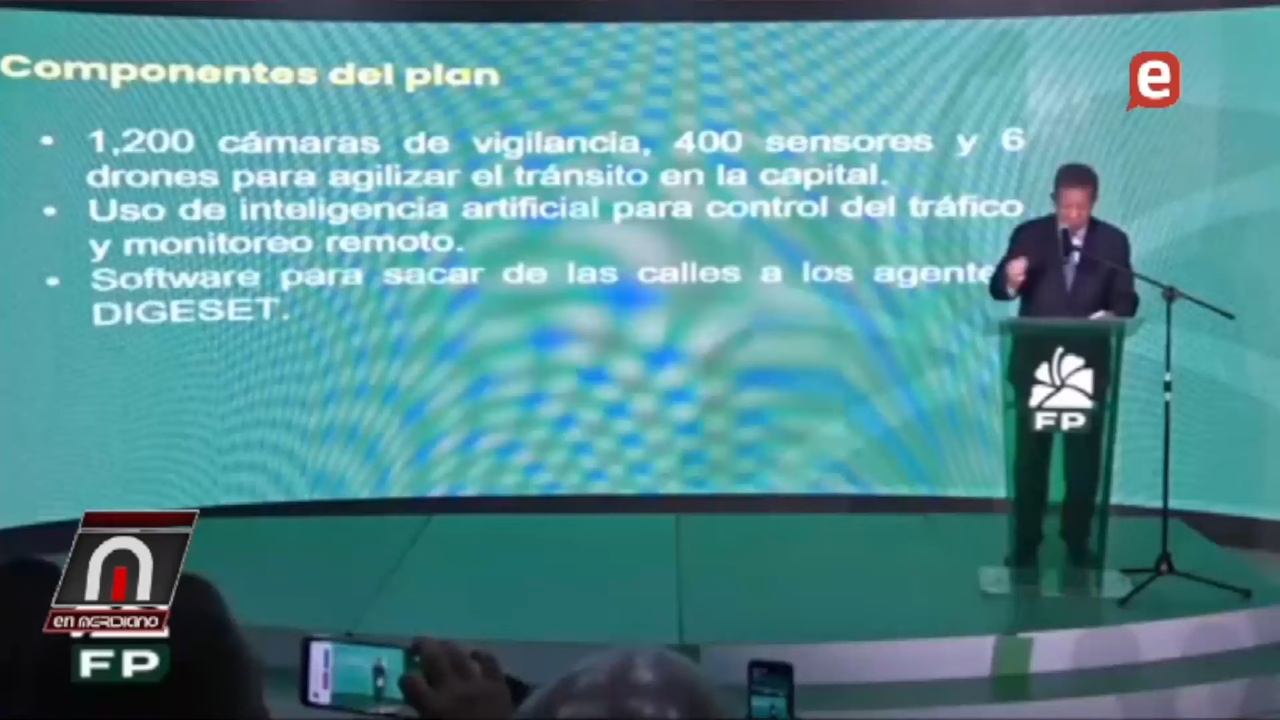 Componentes del plan
• 1,200 cámaras de vigilancia, 400 sensores y 6
drones para agilizar el tránsito en la capital.
• Uso de inteligencia artificial para control del tráfico
y monitoreo remoto.
• Software para sacar de las calles a los agente
DIGESET.
e
FP
en MERDIANO
FP